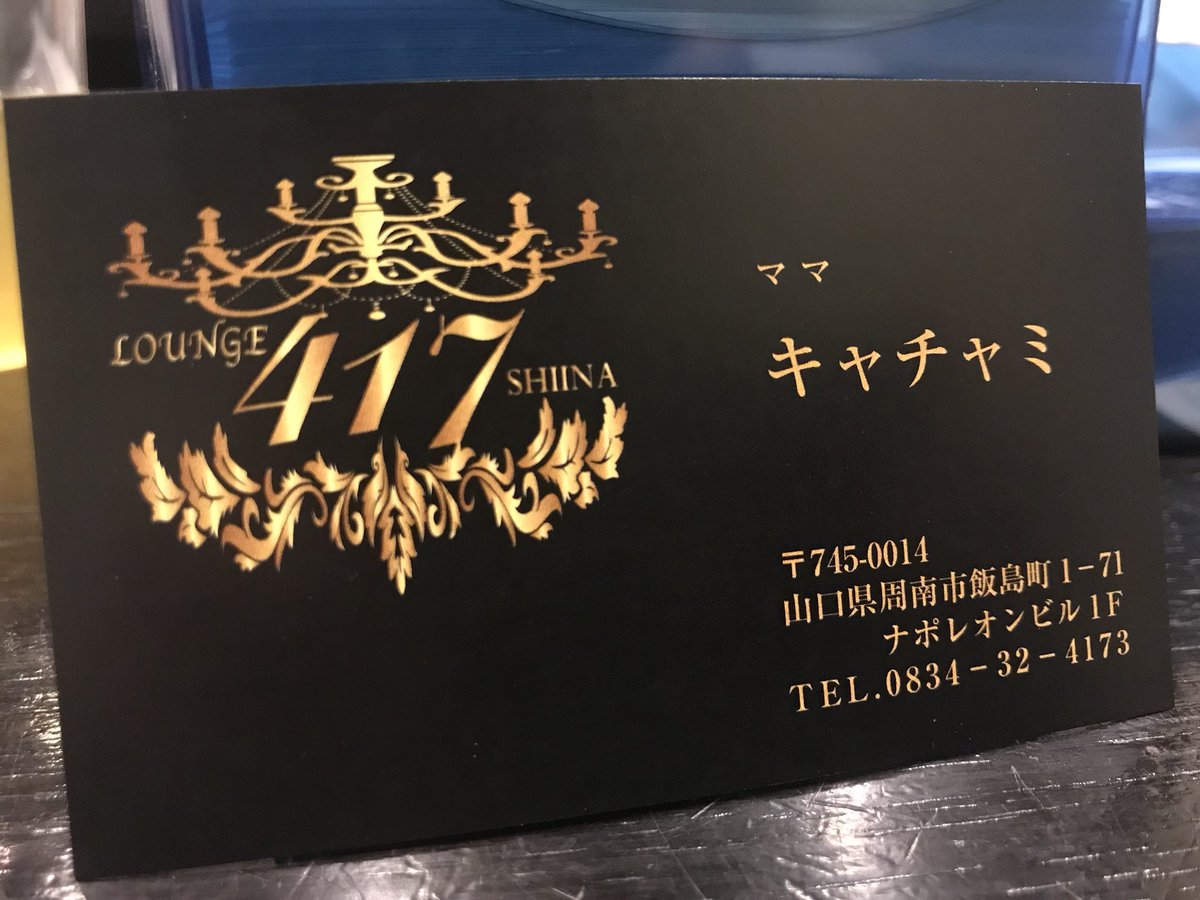 LOUNGE 417 SHIINA
ママ
キャチャミ
〒745-0014
山口県周南市飯島町1-71
ナポレオンビル1F
TEL.0834-32-4173